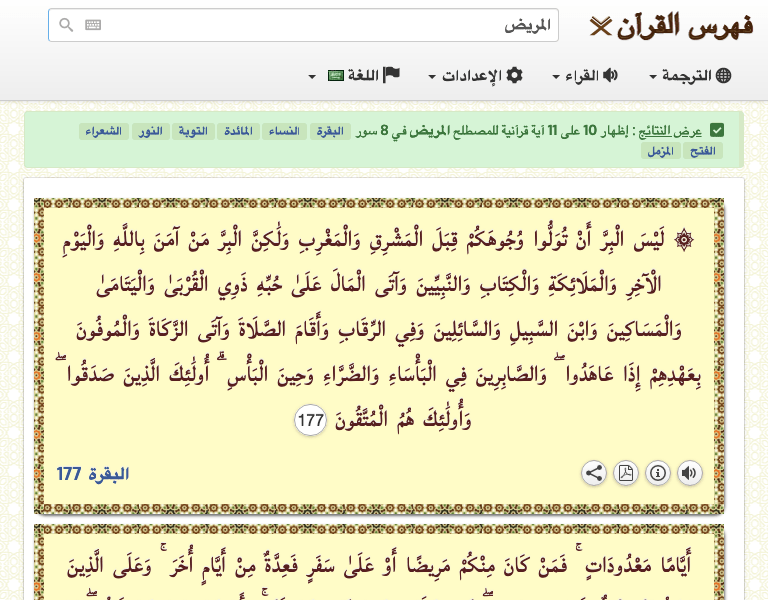 فهرس القرآن
المريض
الترجمة
القراء
الإعدادات
اللغة
عرض النتائج : إظهار 10 على 11 آية قرآنية للمصطلح المريض في 8 سور البقرة النساء المائدة التوبة النور الشعراء
الفتح المزمل
۞ لَيْسَ الْبِرَّ أَنْ تُوَلُّوا وُجُوهَكُمْ قِبَلَ الْمَشْرِقِ وَالْمَغْرِبِ وَلَٰكِنَّ الْبِرَّ مَنْ آمَنَ بِاللَّهِ وَالْيَوْمِ
الْآخِرِ وَالْمَلَائِكَةِ وَالْكِتَابِ وَالنَّبِيِّينَ وَآتَى الْمَالَ عَلَىٰ حُبِّهِ ذَوِي الْقُرْبَىٰ وَالْيَتَامَىٰ
وَالْمَسَاكِينَ وَابْنَ السَّبِيلِ وَالسَّائِلِينَ وَفِي الرِّقَابِ وَأَقَامَ الصَّلَاةَ وَآتَى الزَّكَاةَ وَالْمُوفُونَ
بِعَهْدِهِمْ إِذَا عَاهَدُوا ۖ وَالصَّابِرِينَ فِي الْبَأْسَاءِ وَالضَّرَّاءِ وَحِينَ الْبَأْسِ ۗ أُولَٰئِكَ الَّذِينَ صَدَقُوا ۖ
وَأُولَٰئِكَ هُمُ الْمُتَّقُونَ 177
البقرة 177
أَيَّامًا مَعْدُودَاتٍ ۚ فَمَنْ كَانَ مِنْكُمْ مَرِيضًا أَوْ عَلَىٰ سَفَرٍ فَعِدَّةٌ مِنْ أَيَّامٍ أُخَرَ ۚ وَعَلَى الَّذِينَ